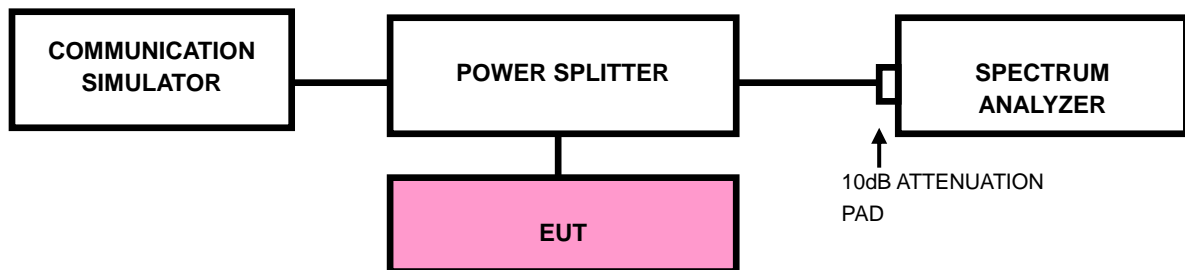 COMMUNICATION
SIMULATOR
POWER SPLITTER
SPECTRUM
ANALYZER
10dB ATTENUATION
PAD
EUT